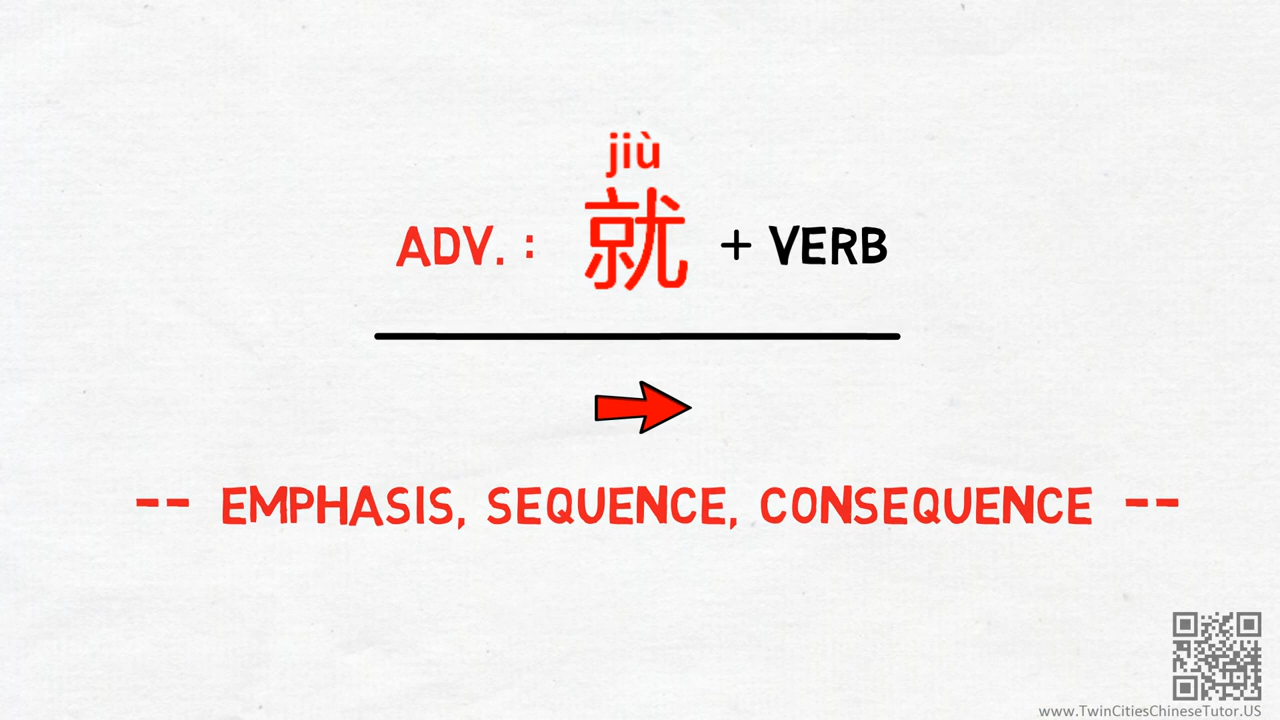 jiù
ADV. : 就 + VERB
-- EMPHASIS, SEQUENCE, CONSEQUENCE --
www.TwinCitiesChineseTutor.US